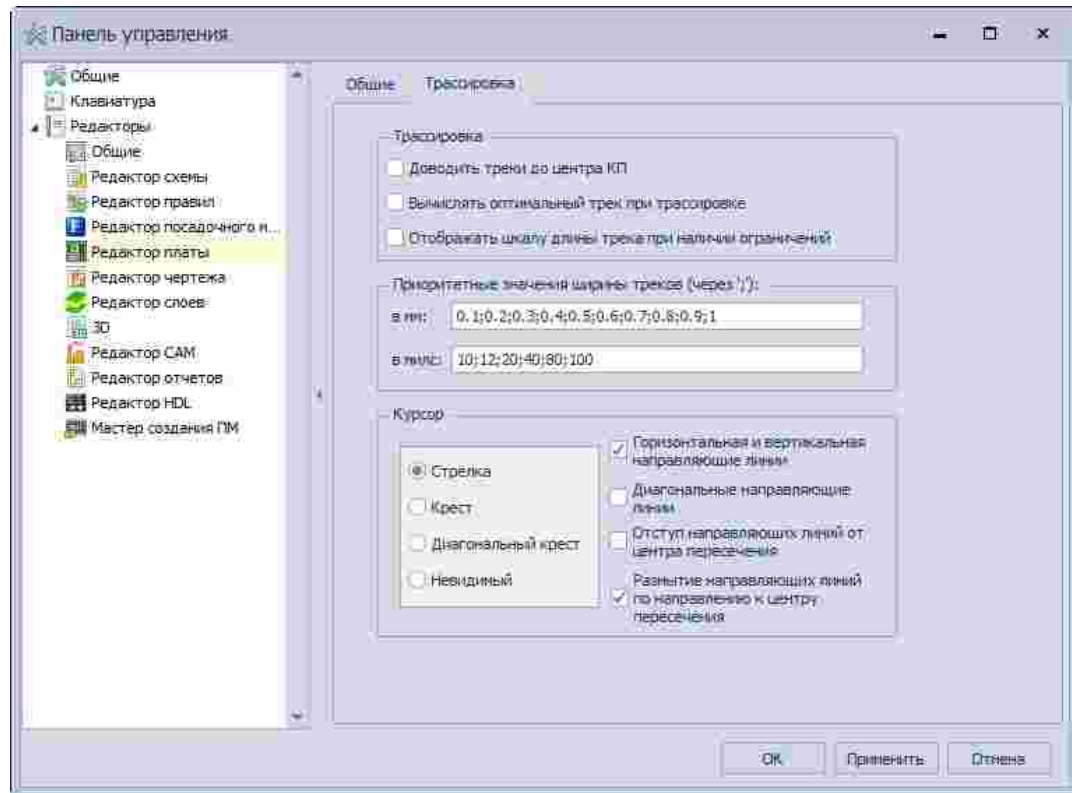 Панель управления
Общие
Клавиатура
Редакторы
Общие
Редактор схемы
Редактор правил
Редактор посадочного м...
Редактор платы
Редактор чертежа
Редактор слоев
3D
Редактор CAM
Редактор отчетов
Редактор HDL
Мастер создания ПМ
Общие
Трассировка
Трассировка
Доводить треки до центра КП
Вычислять оптимальный трек при трассировке
Отображать шкалу длины трека при наличии ограничений
Приоритетные значения ширины треков (через ';'):
в мм:
0.1;0.2;0.3;0.4;0.5;0.6;0.7;0.8;0.9;1
в милс:
10;12;20;40;80;100
Курсор
Стрелка
Крест
Диагональный крест
Невидимый
Горизонтальная и вертикальная
направляющие линии
Диагональные направляющие
линии
Отступ направляющих линий от
центра пересечения
Размытие направляющих линий
по направлению к центру
пересечения
OK
Применить
Отмена